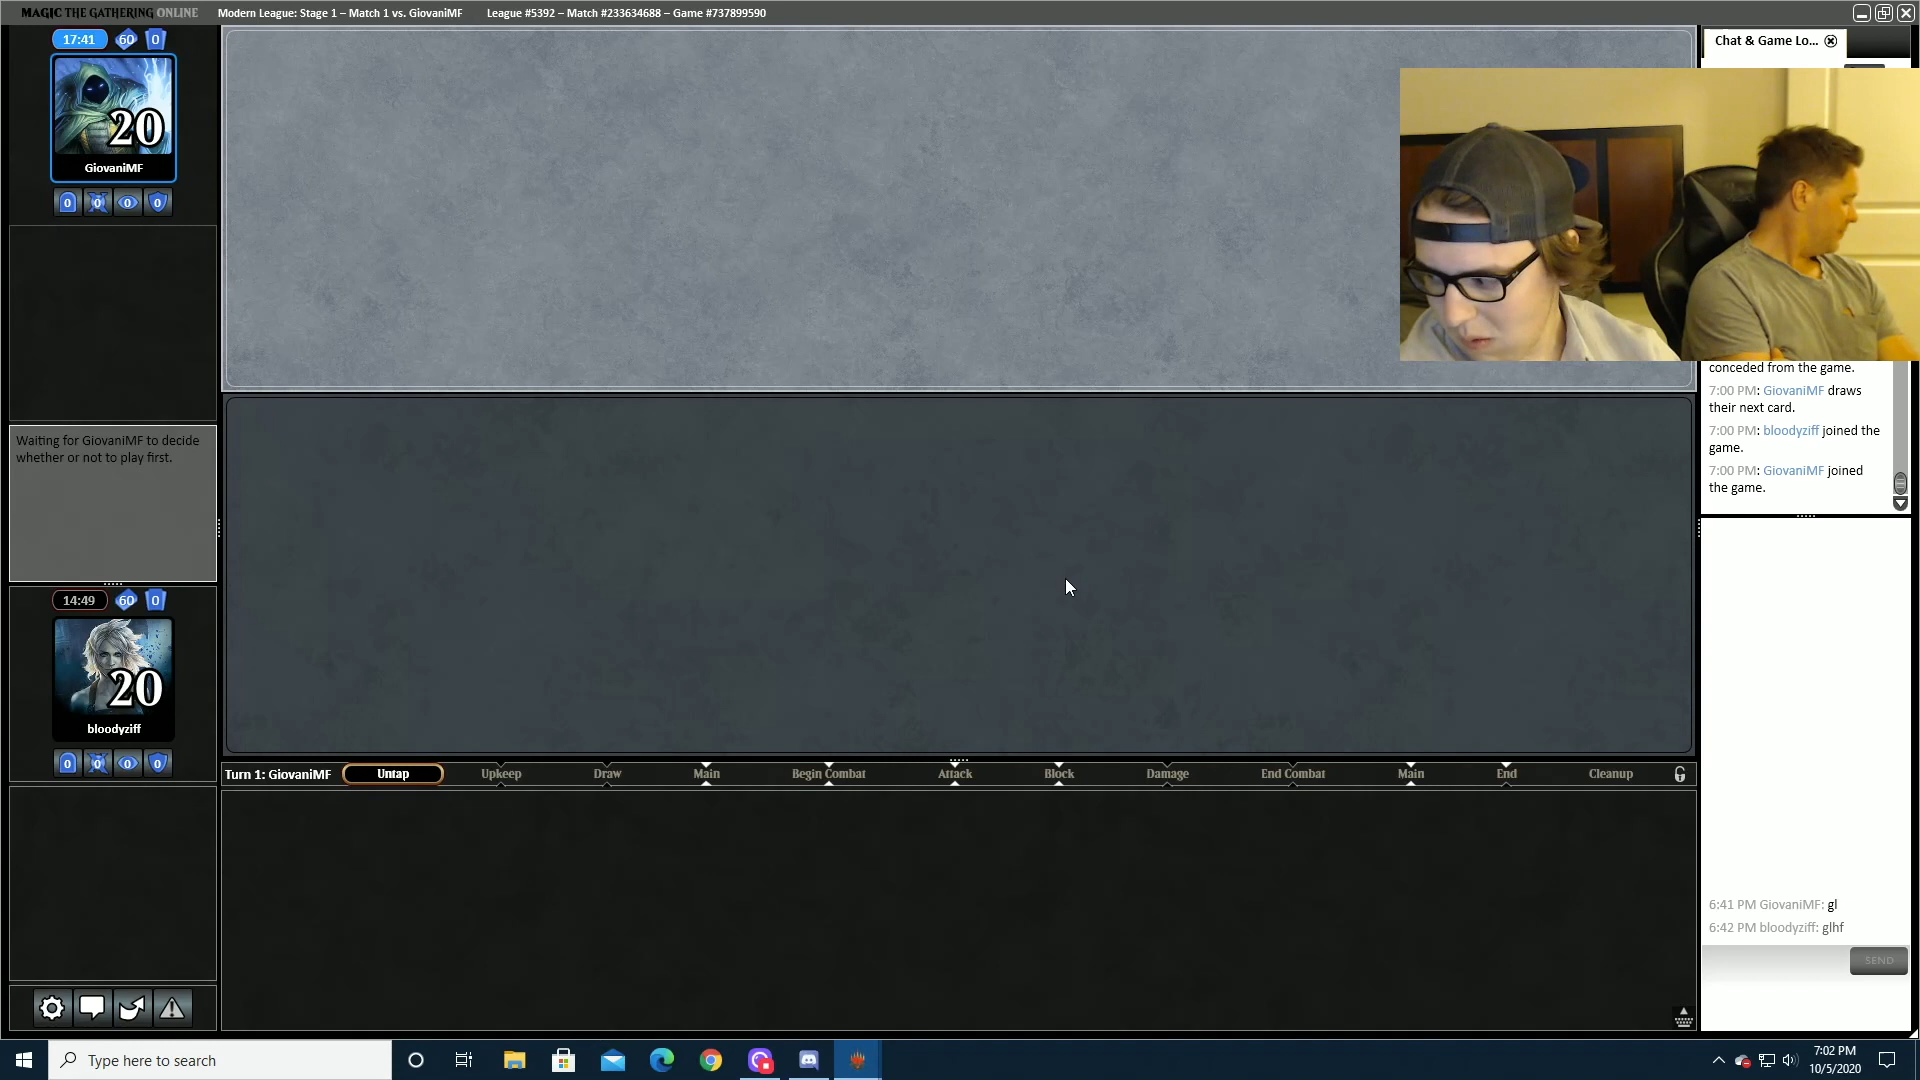 MAGIC THE GATHERING ONLINE
Modern League: Stage 1 – Match 1 vs. GiovaniMF
League #5392 – Match #233634688 – Game #737899590
17:41
60
0
20
GiovaniMF
0
0
0
0
Waiting for GiovaniMF to decide
whether or not to play first.
14:49
60
0
20
bloodyziff
0
0
0
0
Turn 1: GiovaniMF
Untap
Upkeep
Draw
Main
Begin Combat
Attack
Block
Damage
End Combat
Main
End
Cleanup
Chat & Game Lo...
conceded from the game.
7:00 PM: GiovaniMF draws
their next card.
7:00 PM: bloodyziff joined the
game.
7:00 PM: GiovaniMF joined
the game.
6:41 PM GiovaniMF: gl
6:42 PM bloodyziff: glhf
SEND
Type here to search
7:02 PM
10/5/2020